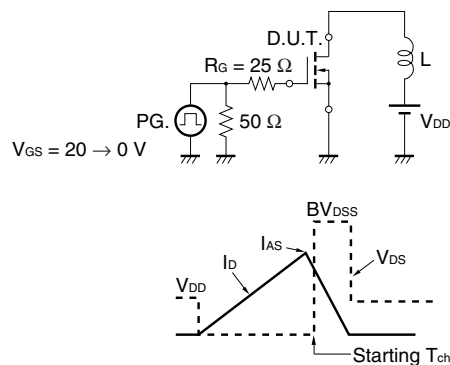 D.U.T.
RG = 25 Ω
L
PG.
50 Ω
VDD
VGS = 20 → 0 V
BVDSS
IAS
ID
VDS
VDD
Starting Tch